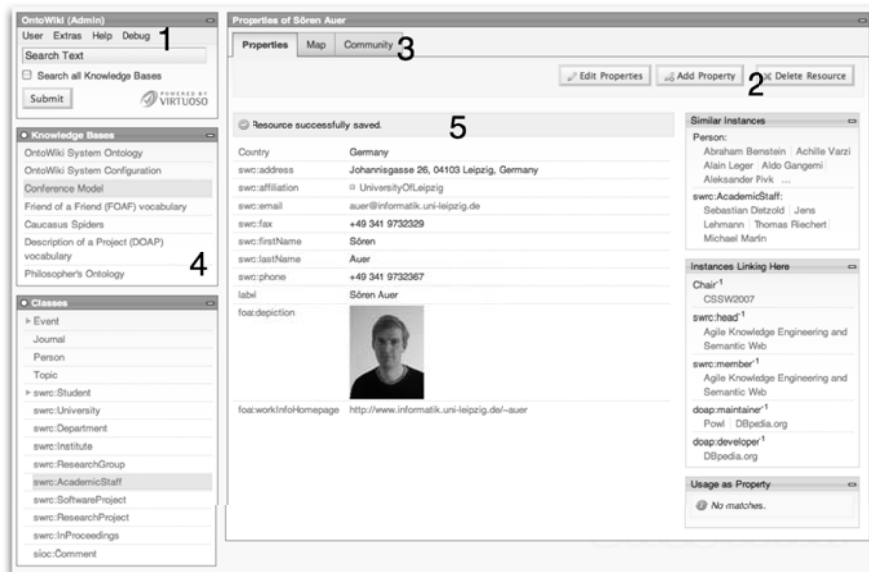 OntoWiki (Admin)
User Extras Help Debug
1
Search Text
Search all Knowledge Bases
Submit
POWERED BY
VIRTUOSO
Knowledge Bases
OntoWiki System Ontology
OntoWiki System Configuration
Conference Model
Friend of a Friend (FOAF) vocabulary
Caucasus Spiders
Description of a Project (DOAP)
vocabulary
4
Philosopher's Ontology
Classes
Event
Journal
Person
Topic
swrc:Student
swrc:University
swrc:Department
swrc:Institute
swrc:ResearchGroup
swrc:AcademicStaff
swrc:SoftwareProject
swrc:ResearchProject
swrc:InProceedings
sioc:Comment
Properties of Sören Auer
Properties Map Community
3
Edit Properties Add Property Delete Resource
2
Resource successfully saved.
5
Country Germany
swc:address Johannisgasse 26, 04103 Leipzig, Germany
swc:affiliation UniversityOfLeipzig
swc:email auer@informatik.uni-leipzig.de
swc:fax +49 341 9732329
swc:firstName Sören
swc:lastName Auer
swc:phone +49 341 9732367
label Sören Auer
foaf:depiction
foaf:workInfoHomepage http://www.informatik.uni-leipzig.de/~auer
Similar Instances
Person:
Abraham Bernstein Achille Varzi
Alain Leger Aldo Gangemi
Aleksander Pivk ...
swrc:AcademicStaff:
Sebastian Dietzold Jens
Lehmann Thomas Riechert
Michael Martin
Instances Linking Here
Chair-1
CSSW2007
swrc:head-1
Agile Knowledge Engineering and
Semantic Web
swrc:member-1
Agile Knowledge Engineering and
Semantic Web
doap:maintainer-1
Powl DBpedia.org
doap:developer-1
DBpedia.org
Usage as Property
No matches.